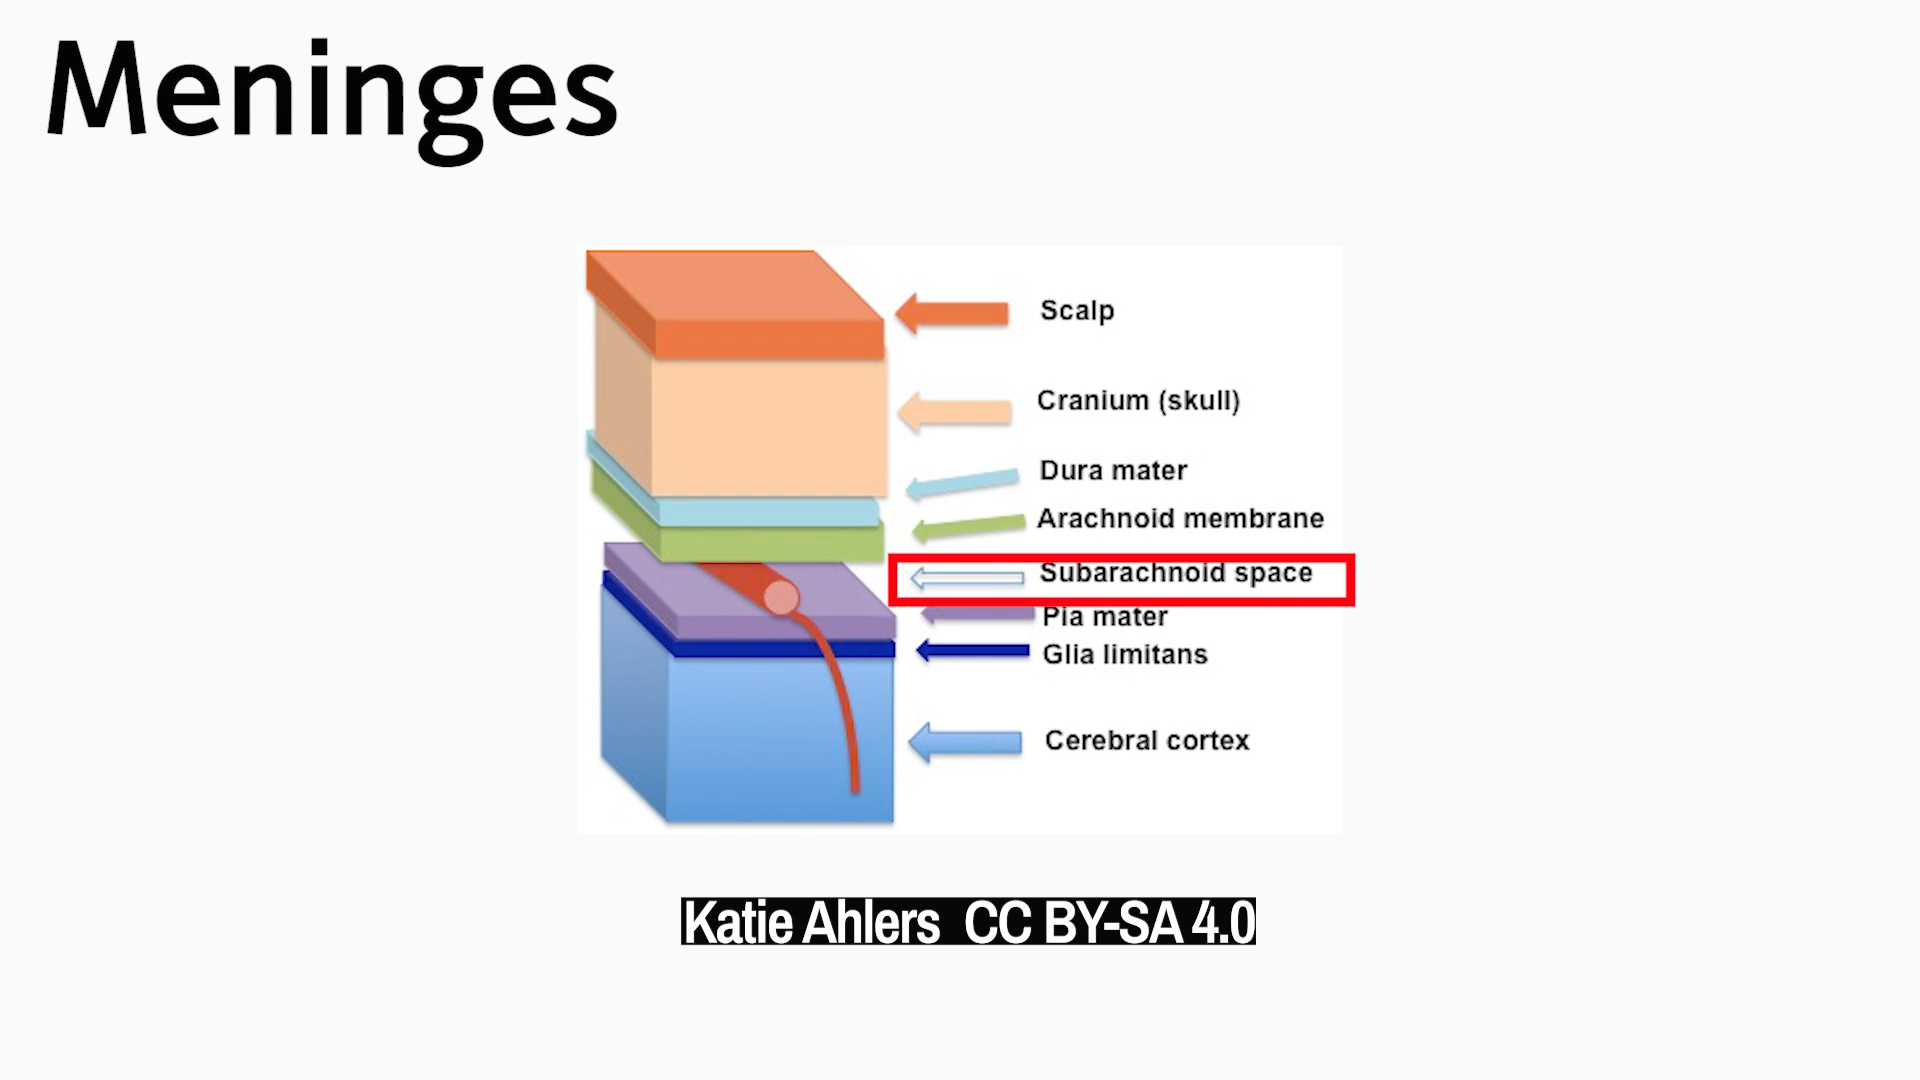 Meninges
Scalp
Cranium (skull)
Dura mater
Arachnoid membrane
Subarachnoid space
Pia mater
Glia limitans
Cerebral cortex
Katie Ahlers CC BY-SA 4.0